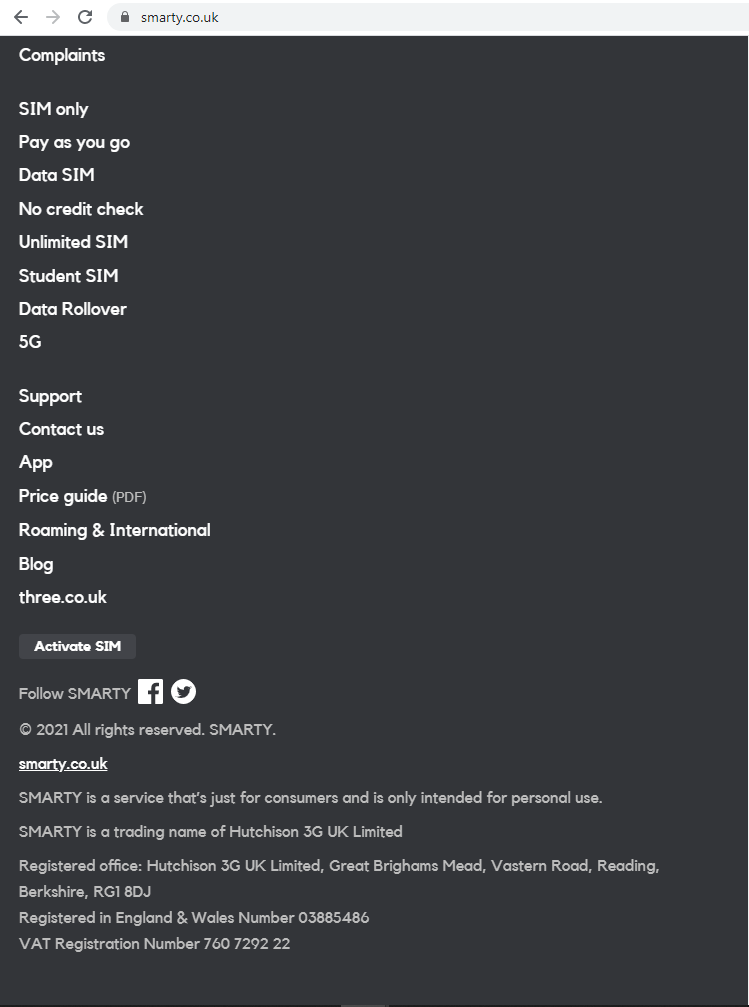 smarty.co.uk
Complaints
SIM only
Pay as you go
Data SIM
No credit check
Unlimited SIM
Student SIM
Data Rollover
5G
Support
Contact us
App
Price guide (PDF)
Roaming & International
Blog
three.co.uk
Activate SIM
Follow SMARTY
© 2021 All rights reserved. SMARTY.
smarty.co.uk
SMARTY is a service that's just for consumers and is only intended for personal use.
SMARTY is a trading name of Hutchison 3G UK Limited
Registered office: Hutchison 3G UK Limited, Great Brighams Mead, Vastern Road, Reading,
Berkshire, RG1 8DJ
Registered in England & Wales Number 03885486
VAT Registration Number 760 7292 22